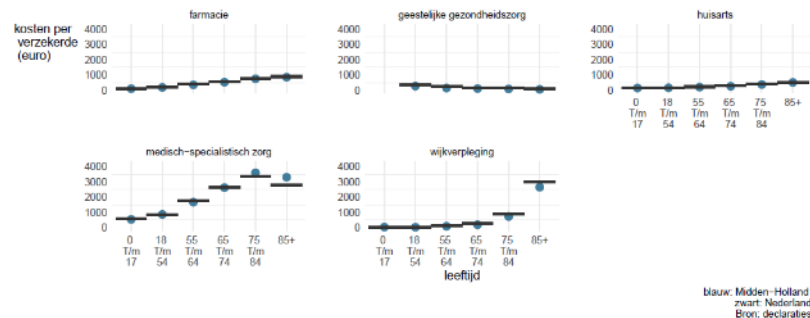 farmacie
geestelijke gezondheidszorg
huisarts
kosten per
verzekerde
(euro)
4000
3000
2000
1000
0
4000
3000
2000
1000
0
4000
3000
2000
1000
0
0 18 55 65 75 85+
T/m T/m T/m T/m T/m
17 54 64 74 84
medisch-specialistisch zorg
wijkverpleging
4000
3000
2000
1000
0
4000
3000
2000
1000
0
0 18 55 65 75 85+
T/m T/m T/m T/m T/m
17 54 64 74 84
0 18 55 65 75 85+
T/m T/m T/m T/m T/m
17 54 64 74 84
leeftijd
blauw: Midden-Holland
zwart: Nederland
Bron: declaraties